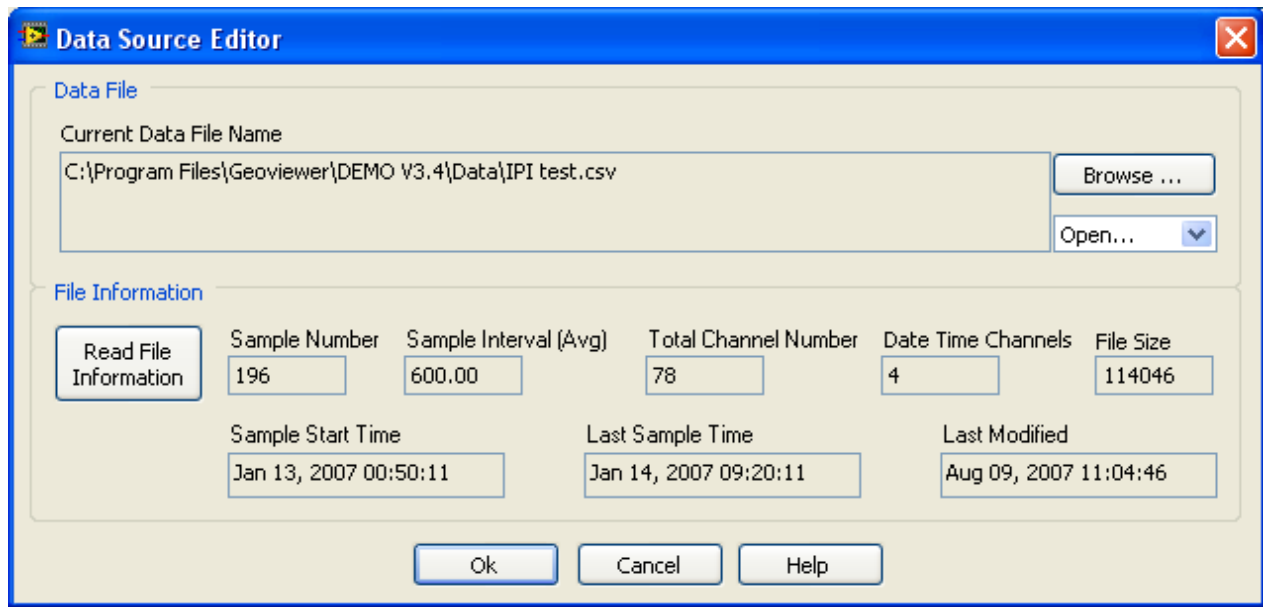 Data Source Editor
Data File
Current Data File Name
C:\Program Files\Geoviewer\DEMO V3.4\Data\IPI test.csv
Browse ...
Open...
File Information
Read File
Information
Sample Number
196
Sample Interval (Avg)
600.00
Total Channel Number
78
Date Time Channels
4
File Size
114046
Sample Start Time
Jan 13, 2007 00:50:11
Last Sample Time
Jan 14, 2007 09:20:11
Last Modified
Aug 09, 2007 11:04:46
Ok
Cancel
Help